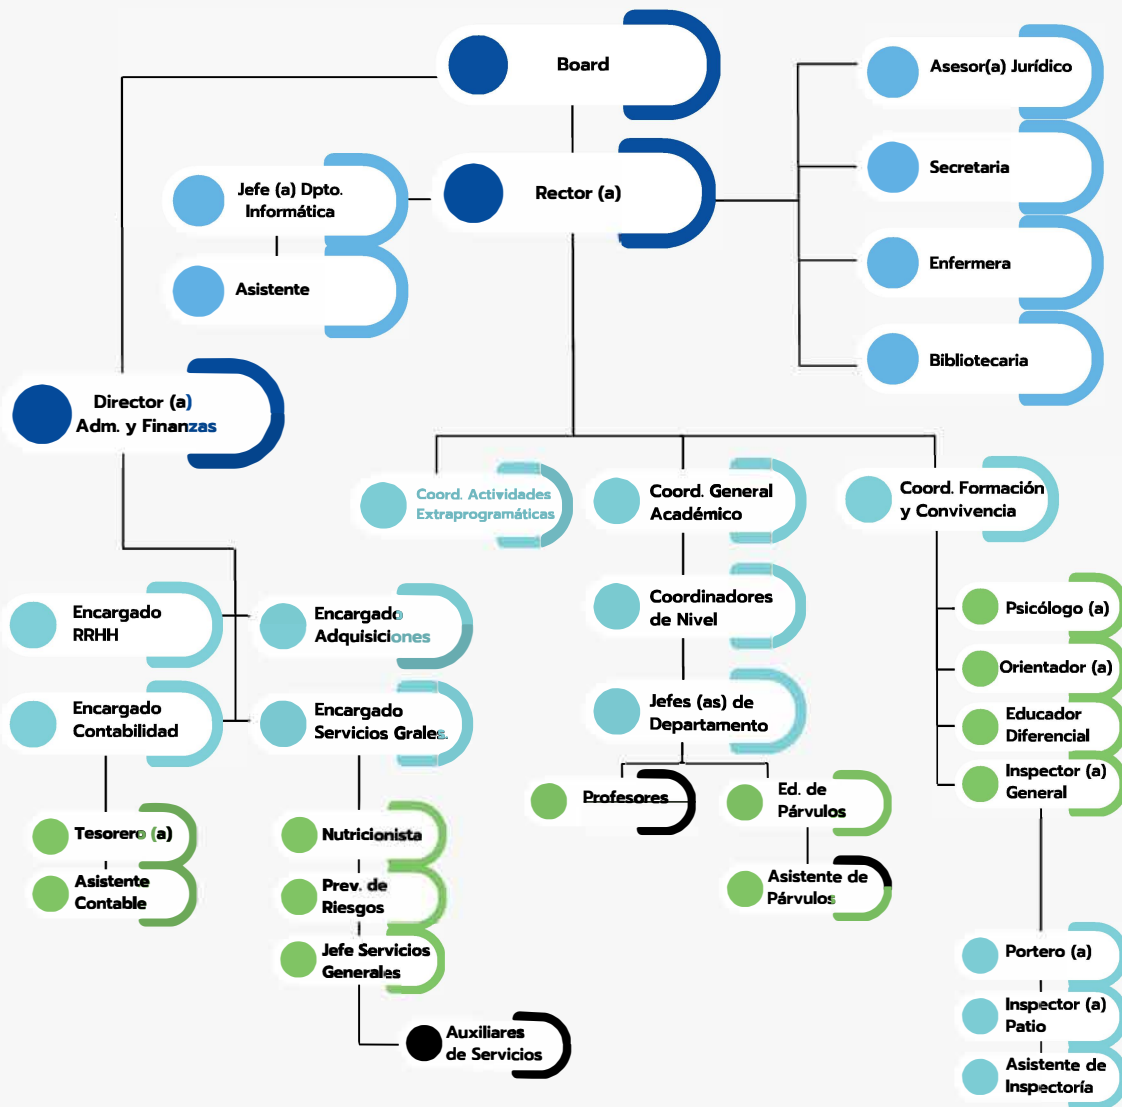 Board
Asesor(a) Jurídico
Secretaria
Enfermera
Bibliotecaria
Rector (a)
Jefe (a) Dpto.
Informática
Asistente
Director (a)
Adm. y Finanzas
Coord. Actividades
Extraprogramáticas
Coord. General
Académico
Coord. Formación
y Convivencia
Encargado
RRHH
Encargado
Adquisiciones
Coordinadores
de Nivel
Psicólogo (a)
Orientador (a)
Encargado
Contabilidad
Encargado
Servicios Grales.
Jefes (as) de
Departamento
Educador
Diferencial
Inspector (a)
General
Profesores
Ed. de
Párvulos
Tesorero (a)
Nutricionista
Asistente
Contable
Prev. de
Riesgos
Asistente de
Párvulos
Jefe Servicios
Generales
Portero (a)
Inspector (a)
Patio
Auxiliares
de Servicios
Asistente de
Inspectoría